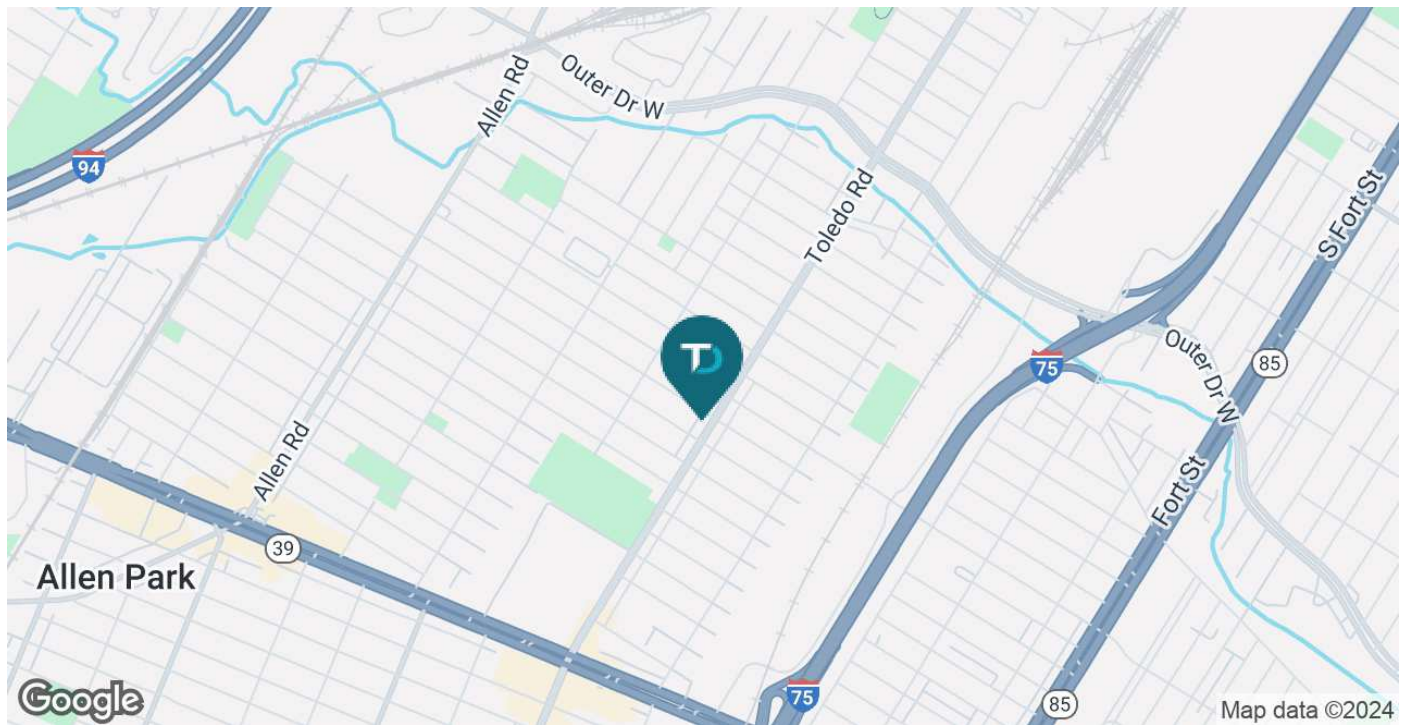 Outer Dr W
Allen Rd
94
Toledo Rd
S Fort St
TD
75
Outer Dr W
85
Allen Rd
Fort St
39
Allen Park
75
85
Google
Map data ©2024